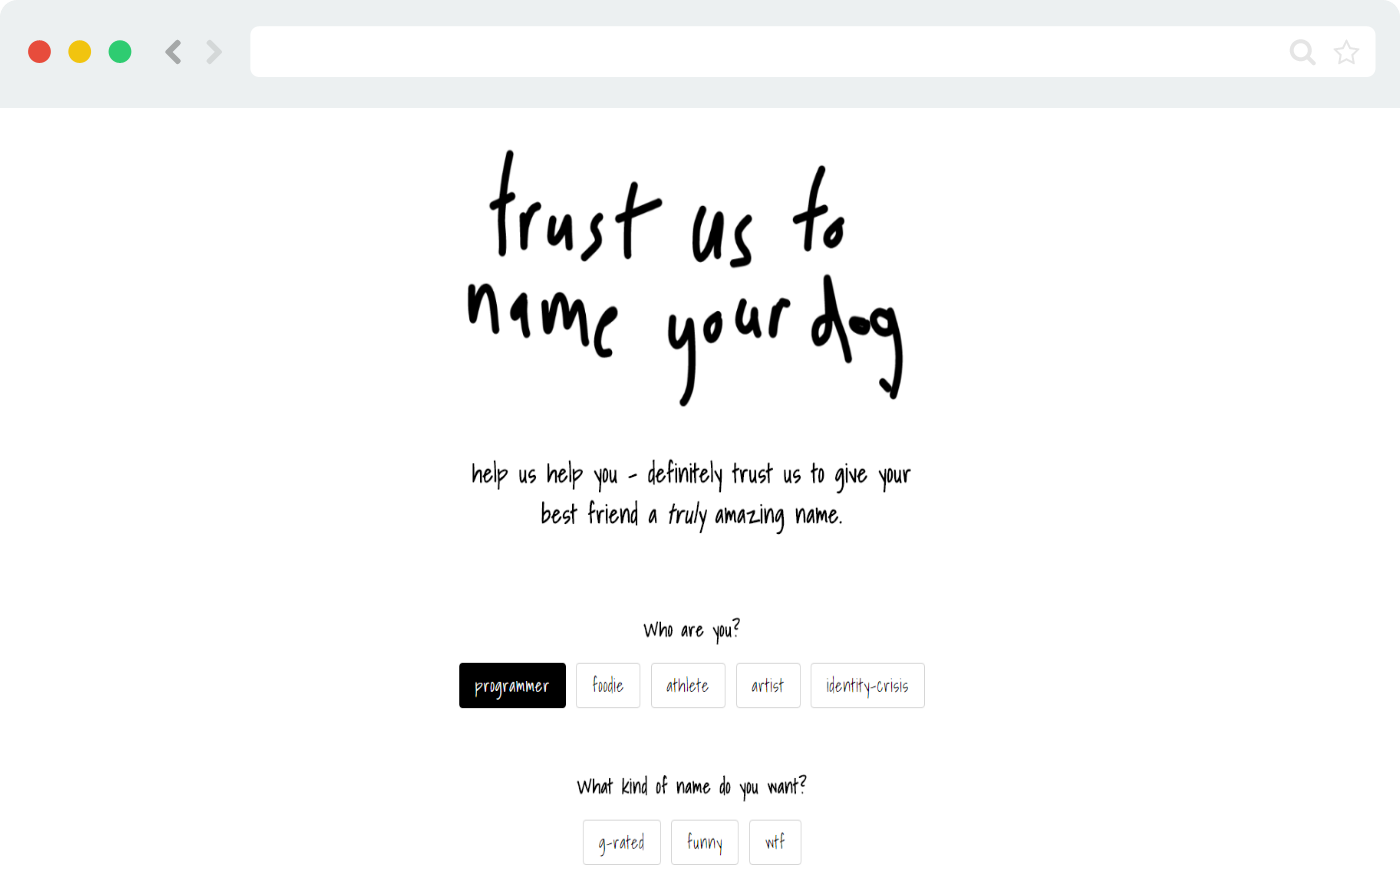 trust us to
name your dog
help us help you - definitely trust us to give your
best friend a truly amazing name.
Who are you?
programmer foodie athlete artist identity-crisis
What kind of name do you want?
g-rated funny wtf